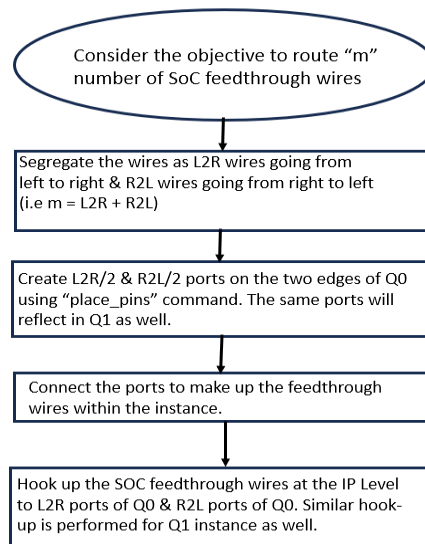 Consider the objective to route “m”
number of SoC feedthrough wires
Segregate the wires as L2R wires going from
left to right & R2L wires going from right to left
(i.e m = L2R + R2L)
Create L2R/2 & R2L/2 ports on the two edges of Q0
using “place_pins” command. The same ports will
reflect in Q1 as well.
Connect the ports to make up the feedthrough
wires within the instance.
Hook up the SOC feedthrough wires at the IP Level
to L2R ports of Q0 & R2L ports of Q0. Similar hook-
up is performed for Q1 instance as well.